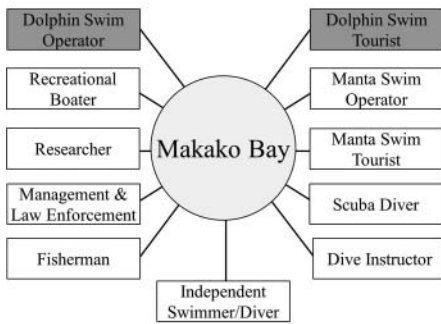 Dolphin Swim
Operator
Dolphin Swim
Tourist
Recreational
Boater
Manta Swim
Operator
Researcher
Makako Bay
Manta Swim
Tourist
Management &
Law Enforcement
Scuba Diver
Fisherman
Dive Instructor
Independent
Swimmer/Diver